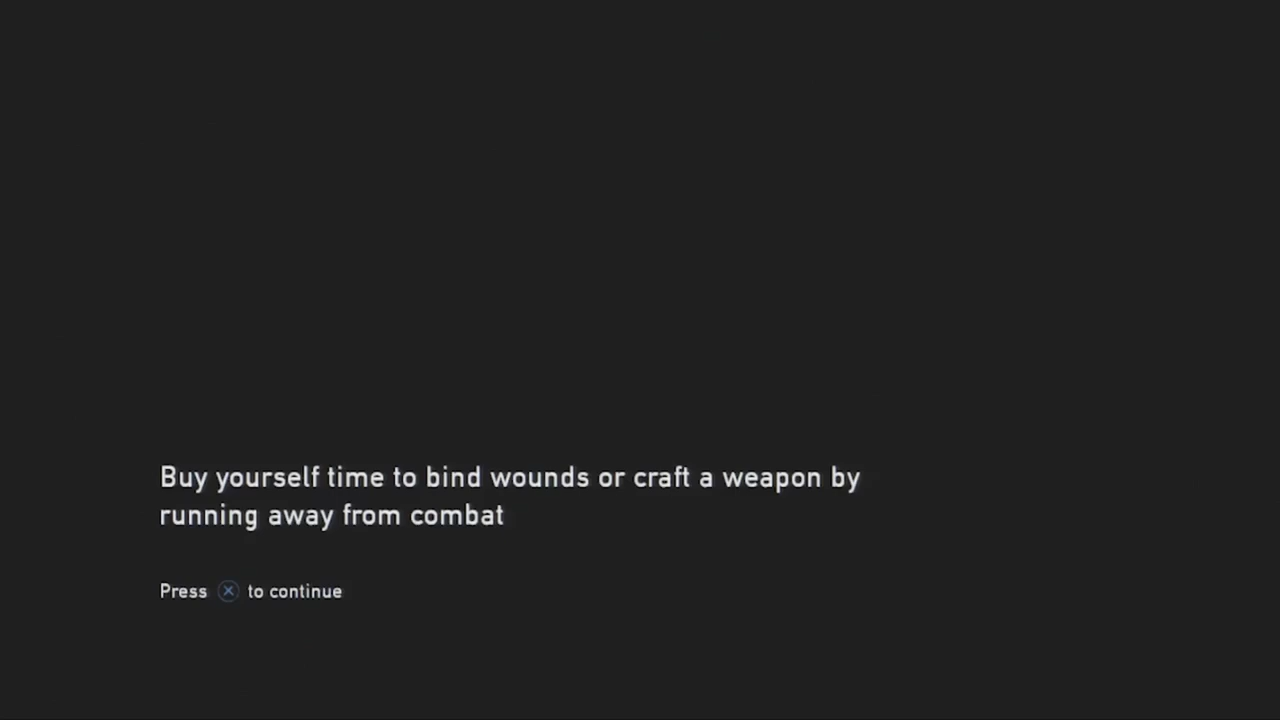 Buy yourself time to bind wounds or craft a weapon by
running away from combat
Press ⓧ to continue